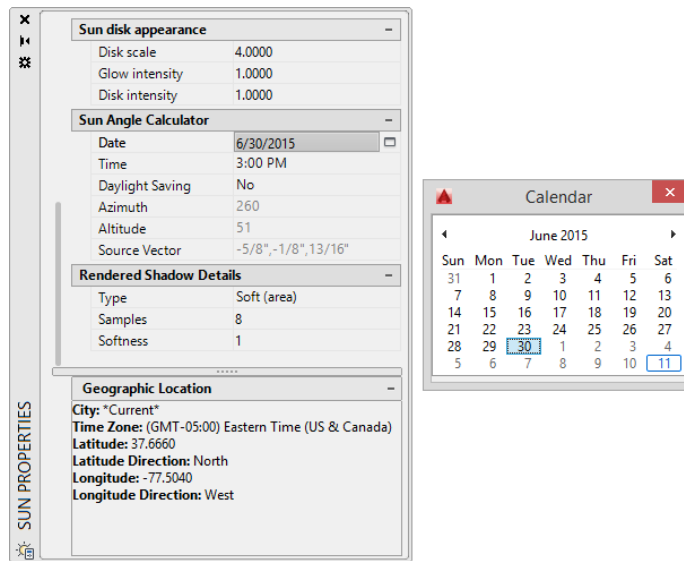 Sun disk appearance
Disk scale 4.0000
Glow intensity 1.0000
Disk intensity 1.0000
Sun Angle Calculator
Date 6/30/2015
Time 3:00 PM
Daylight Saving No
Azimuth 260
Altitude 51
Source Vector -5/8",-1/8",13/16"
Rendered Shadow Details
Type Soft (area)
Samples 8
Softness 1
Geographic Location
City: *Current*
Time Zone: (GMT-05:00) Eastern Time (US & Canada)
Latitude: 37.6660
Latitude Direction: North
Longitude: -77.5040
Longitude Direction: West
SUN PROPERTIES
Calendar
June 2015
Sun Mon Tue Wed Thu Fri Sat
31 1 2 3 4 5 6
7 8 9 10 11 12 13
14 15 16 17 18 19 20
21 22 23 24 25 26 27
28 29 30 1 2 3 4
5 6 7 8 9 10 11